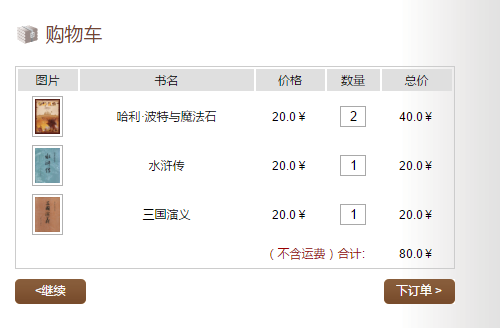 购物车
图片 书名 价格 数量 总价
哈利·波特与魔法石 20.0¥ 2 40.0¥
水浒传 20.0¥ 1 20.0¥
三国演义 20.0¥ 1 20.0¥
（不含运费）合计: 80.0¥
<继续 下订单 >